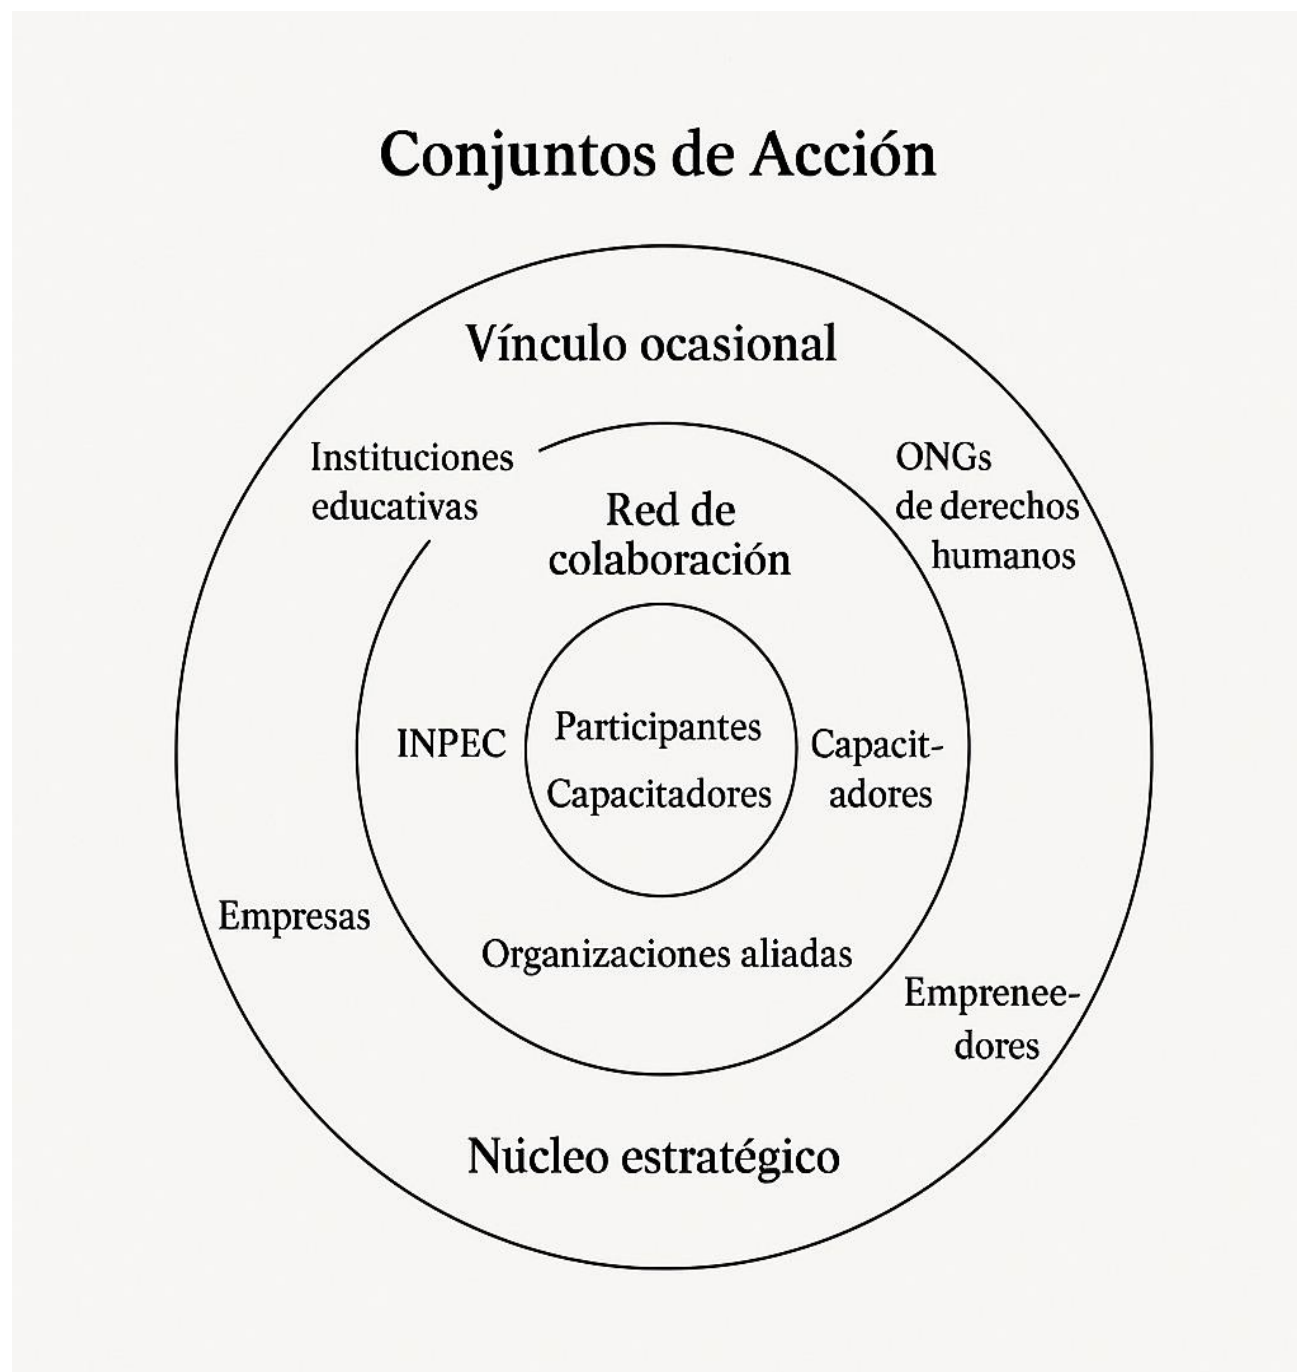 Conjuntos de Acción
Vínculo ocasional
Instituciones
educativas
ONGs
de derechos
humanos
Red de
colaboración
INPEC
Participantes
Capacitadores
Capacit-
adores
Empresas
Organizaciones aliadas
Emprenee-
dores
Nucleo estratégico